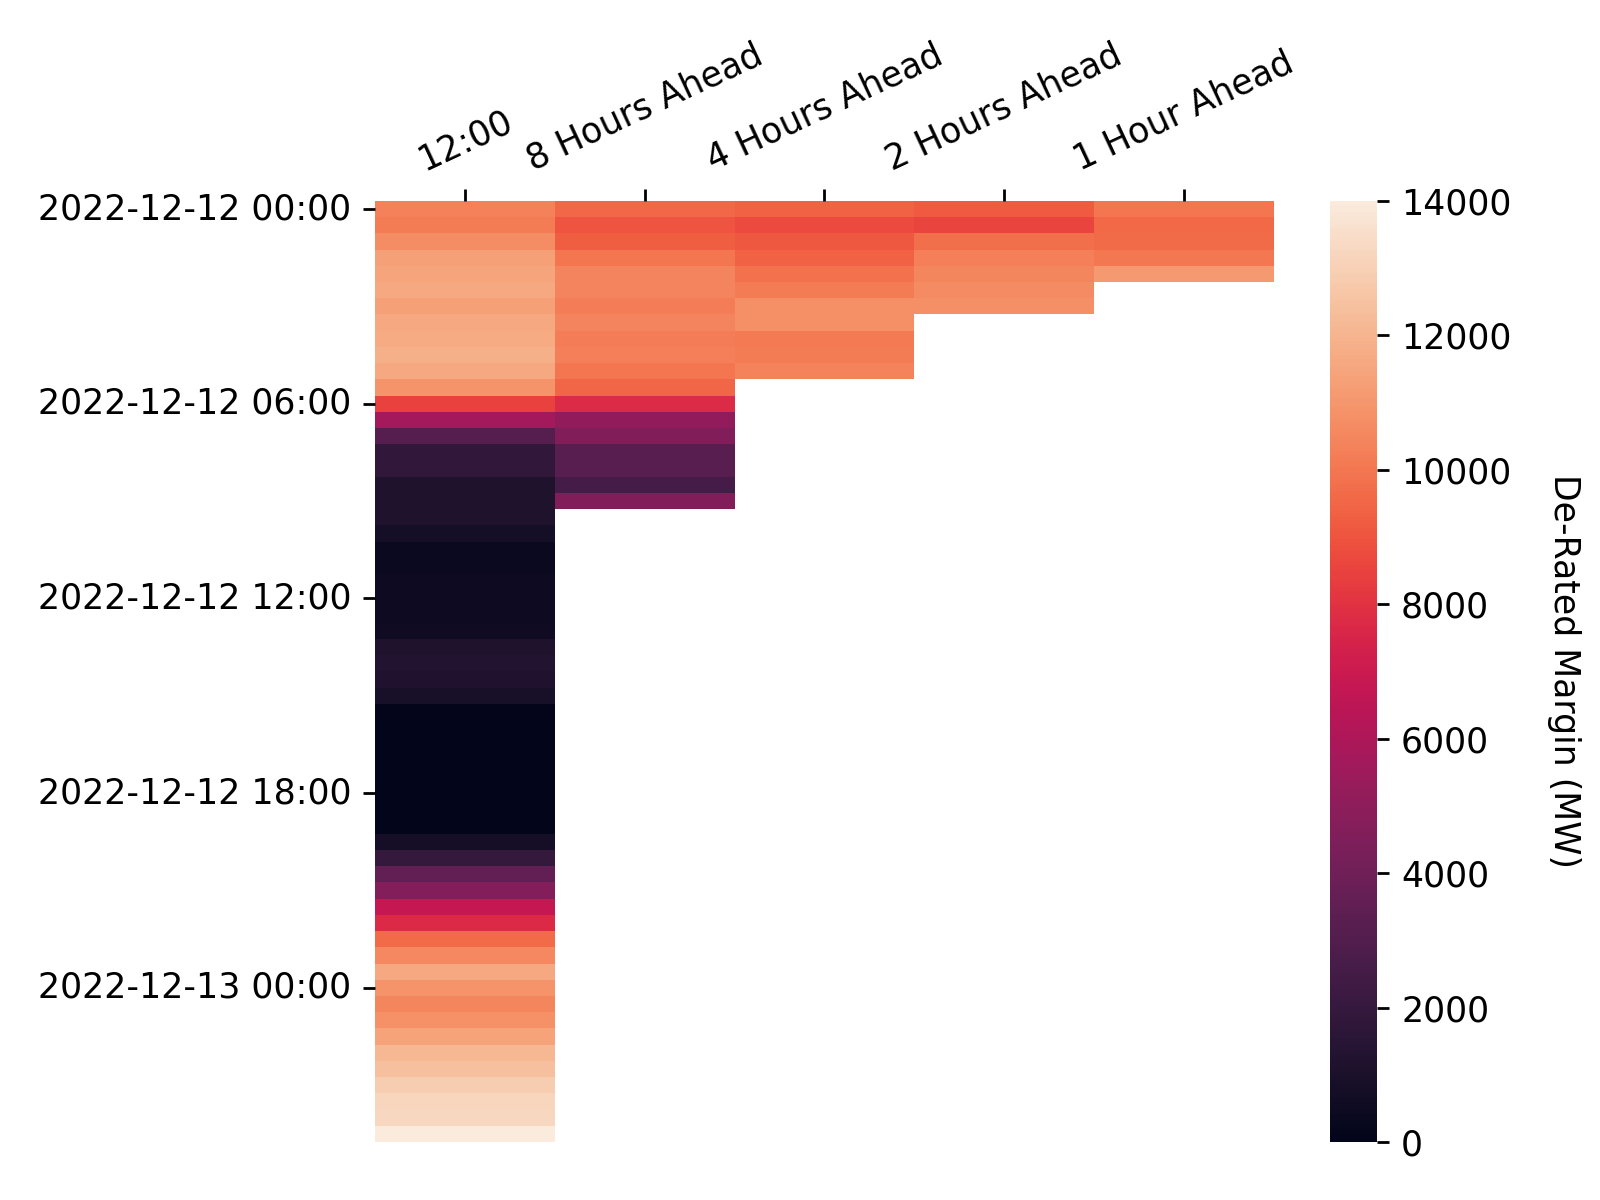 12:00
8 Hours Ahead
4 Hours Ahead
2 Hours Ahead
1 Hour Ahead
2022-12-12 00:00
2022-12-12 06:00
2022-12-12 12:00
2022-12-12 18:00
2022-12-13 00:00
14000
12000
10000
8000
6000
4000
2000
0
De-Rated Margin (MW)